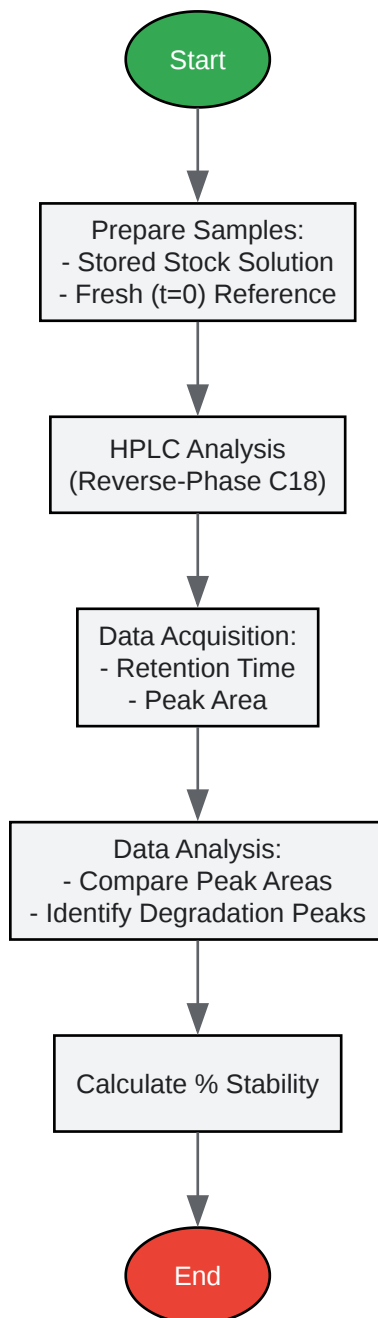 Start
Prepare Samples:
- Stored Stock Solution
- Fresh (t=0) Reference
HPLC Analysis
(Reverse-Phase C18)
Data Acquisition:
- Retention Time
- Peak Area
Data Analysis:
- Compare Peak Areas
- Identify Degradation Peaks
Calculate % Stability
End